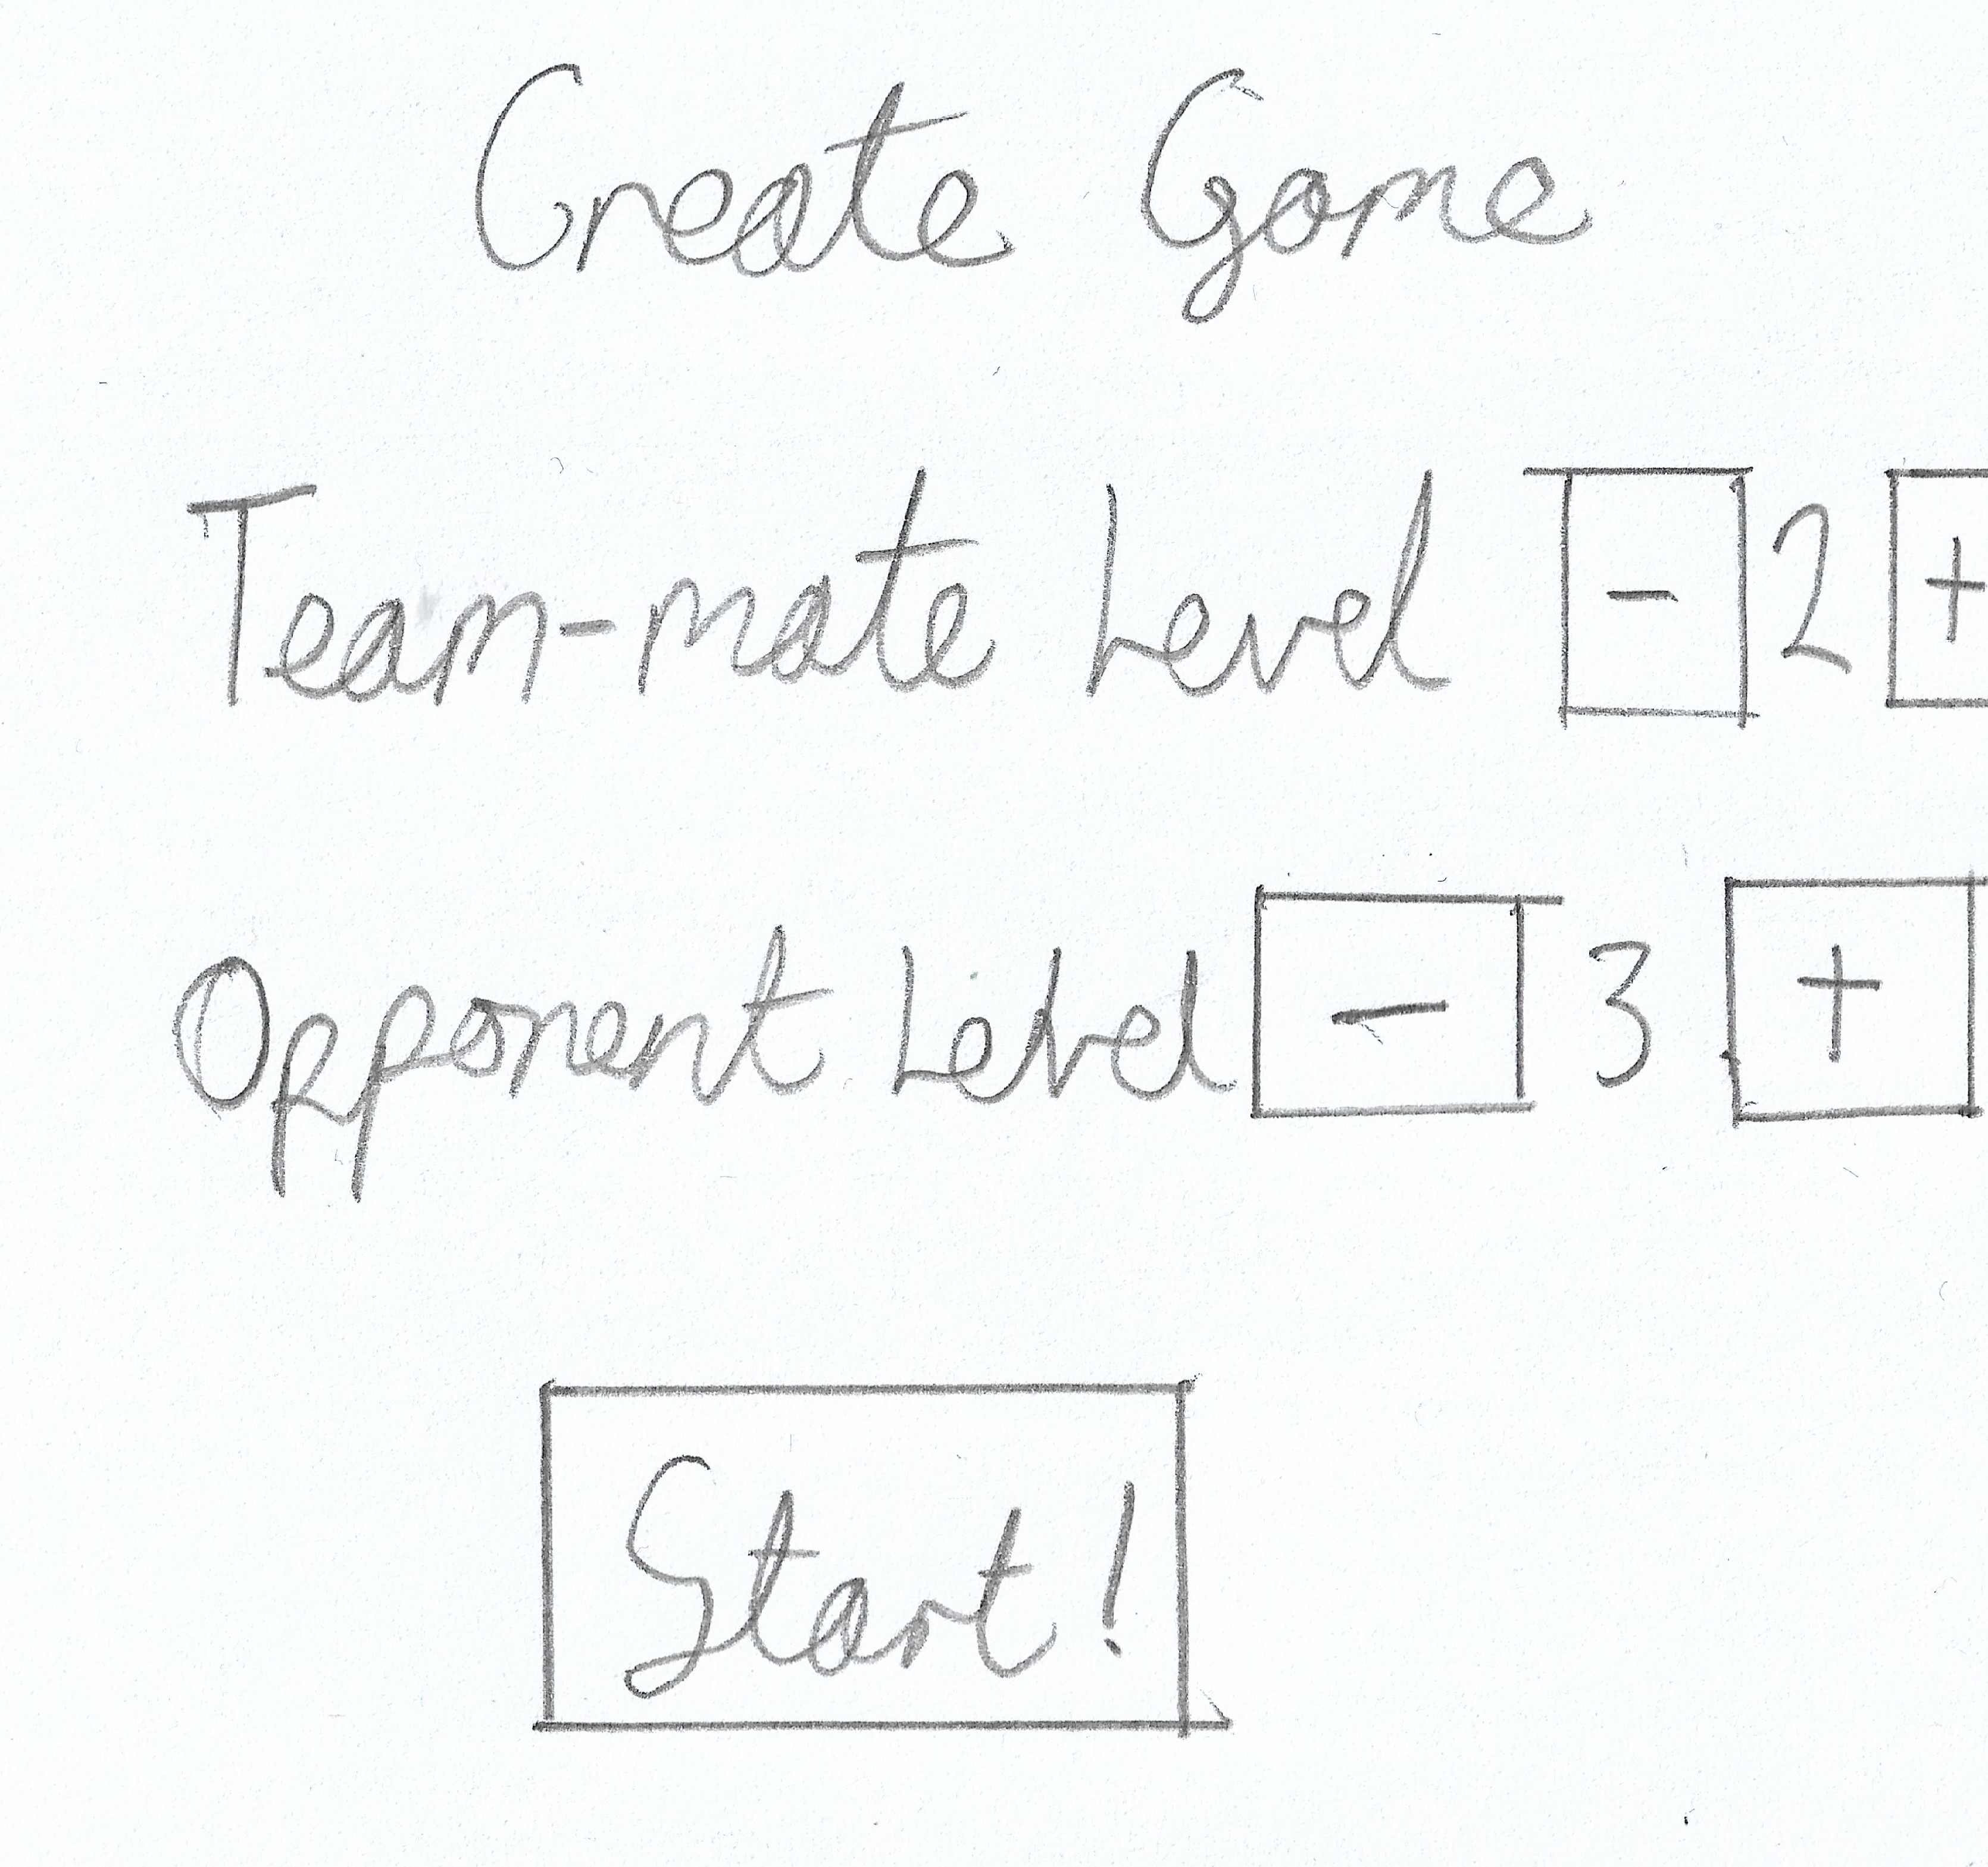 Create Game
Team-mate Level - 2 +
Opponent Level - 3 +
Start!